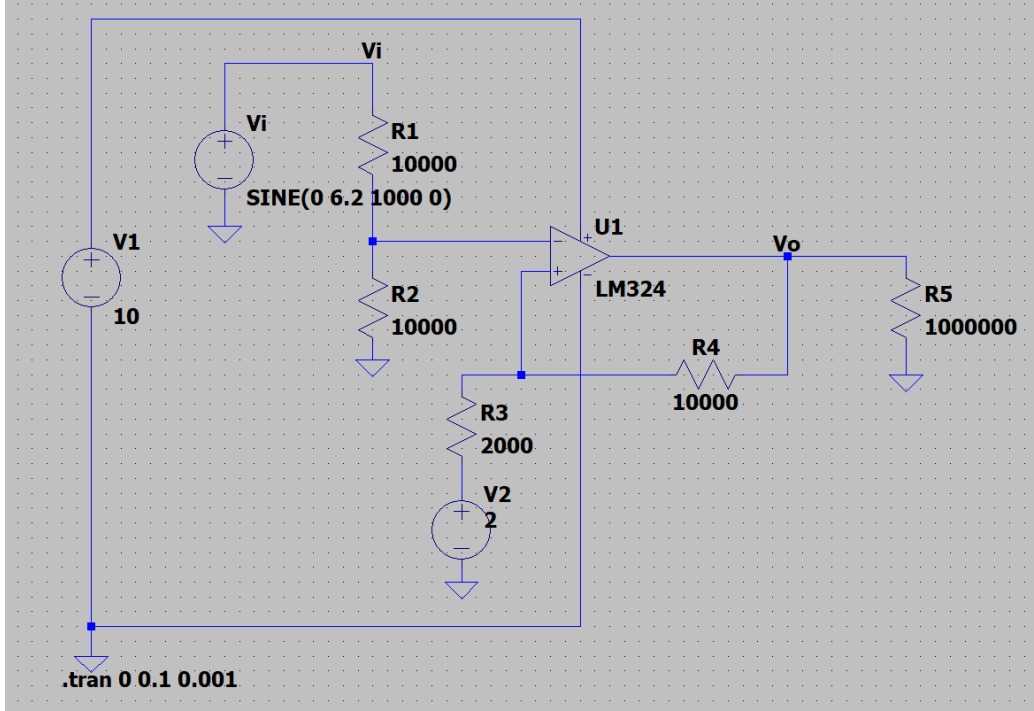 Vi
Vi
SINE(0 6.2 1000 0)
R1
10000
V1
10
U1
LM324
Vo
R2
10000
R5
1000000
R4
10000
R3
2000
V2
2
.tran 0 0.1 0.001